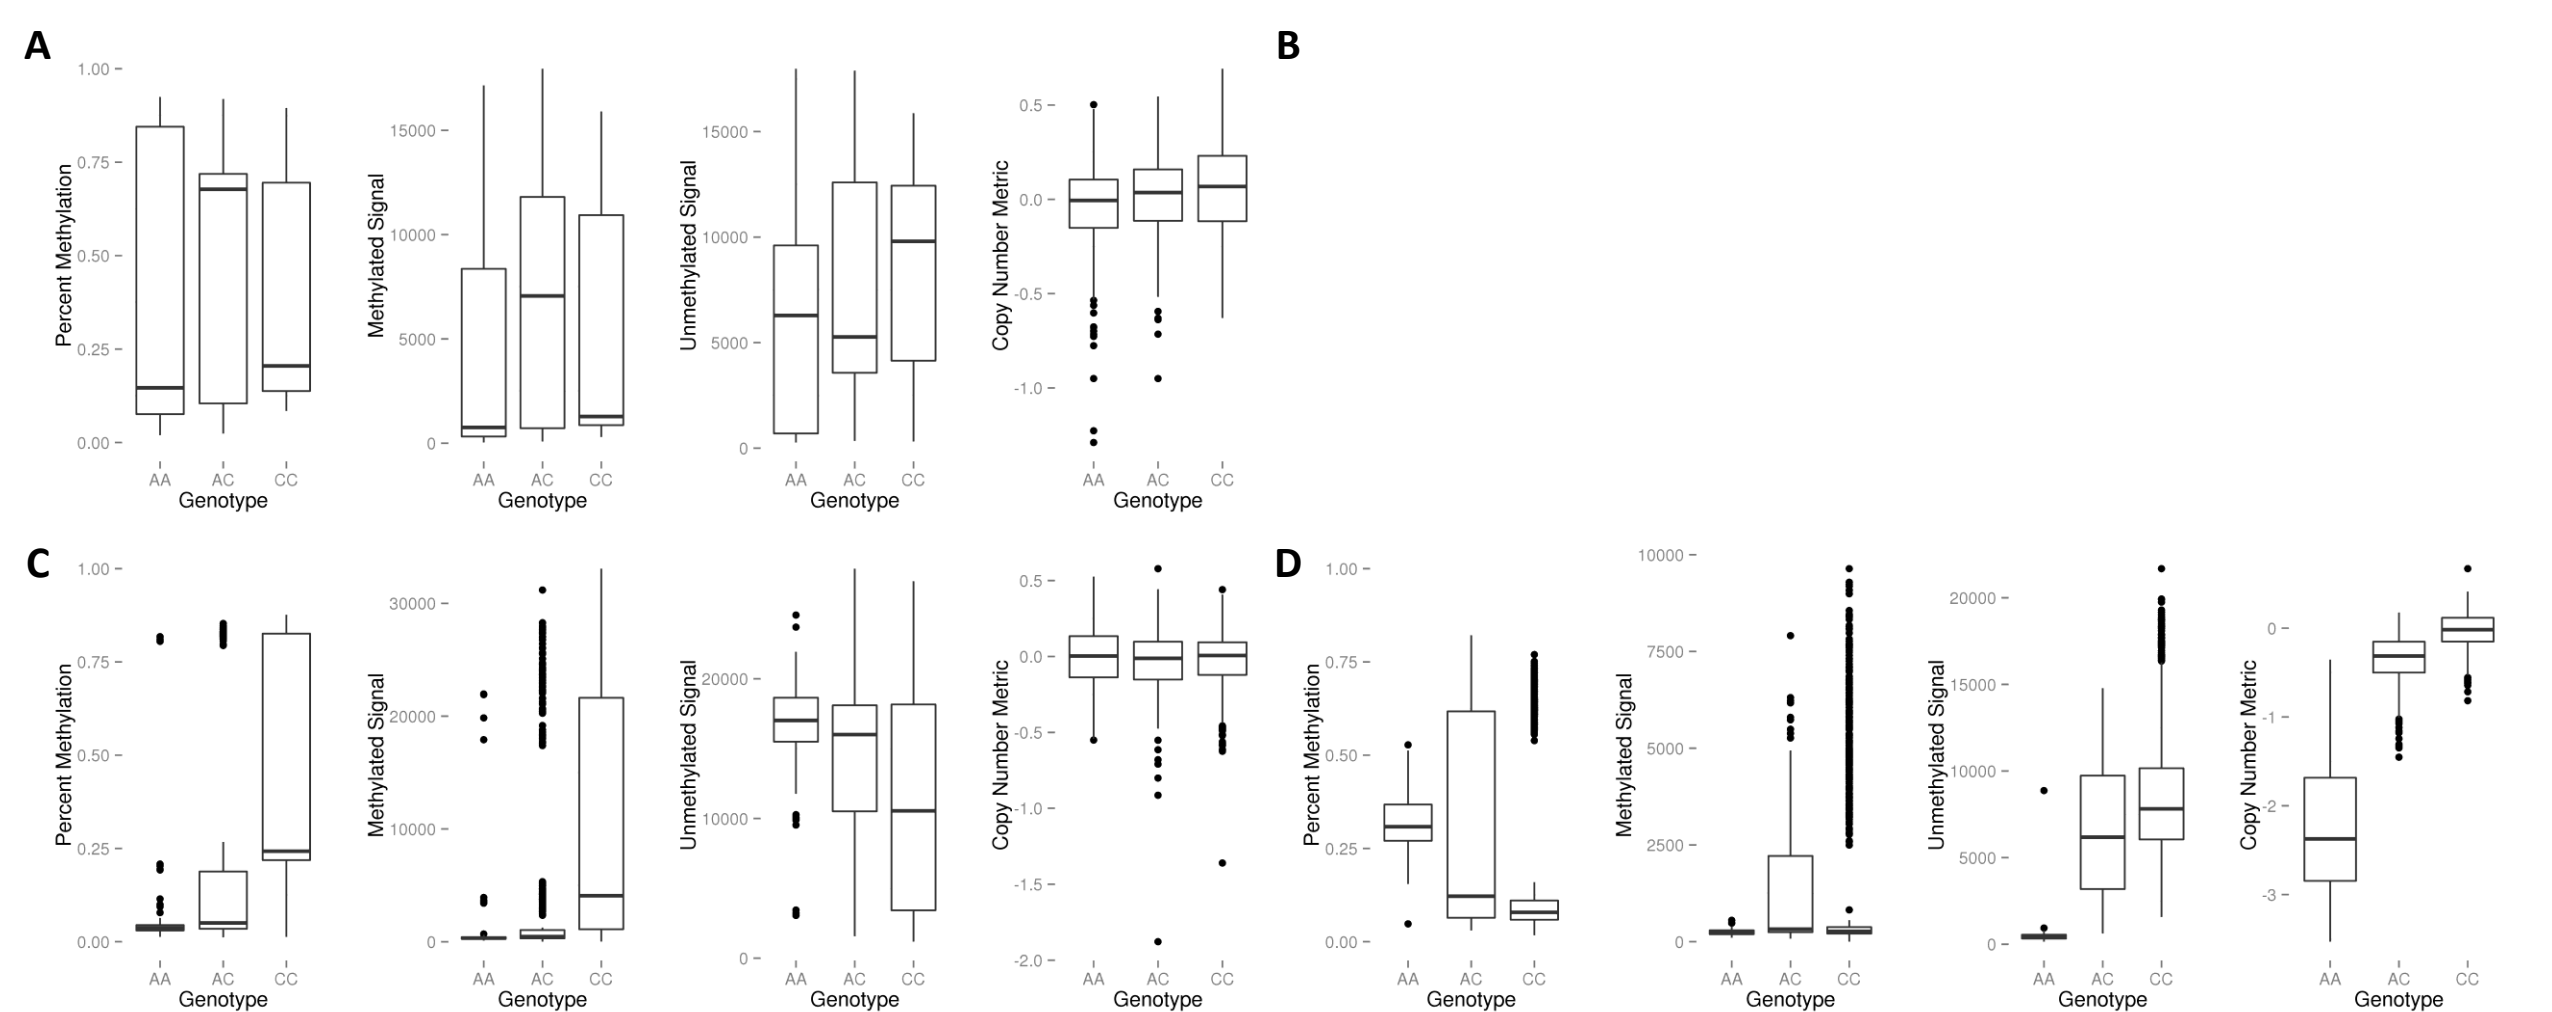 A
B
1.00
0.75
0.50
0.25
0.00
Percent Methylation
AA AC CC
Genotype
15000
10000
5000
0
Methylated Signal
AA AC CC
Genotype
15000
10000
5000
0
Unmethylated Signal
AA AC CC
Genotype
0.5
0.0
-0.5
-1.0
Copy Number Metric
AA AC CC
Genotype
C
1.00
0.75
0.50
0.25
0.00
Percent Methylation
AA AC CC
Genotype
30000
20000
10000
0
Methylated Signal
AA AC CC
Genotype
20000
10000
0
Unmethylated Signal
AA AC CC
Genotype
0.5
0.0
-0.5
-1.0
-1.5
-2.0
Copy Number Metric
AA AC CC
Genotype
D
1.00
0.75
0.50
0.25
0.00
Percent Methylation
AA AC CC
Genotype
10000
7500
5000
2500
0
Methylated Signal
AA AC CC
Genotype
20000
15000
10000
5000
0
Unmethylated Signal
AA AC CC
Genotype
0
-1
-2
-3
Copy Number Metric
AA AC CC
Genotype